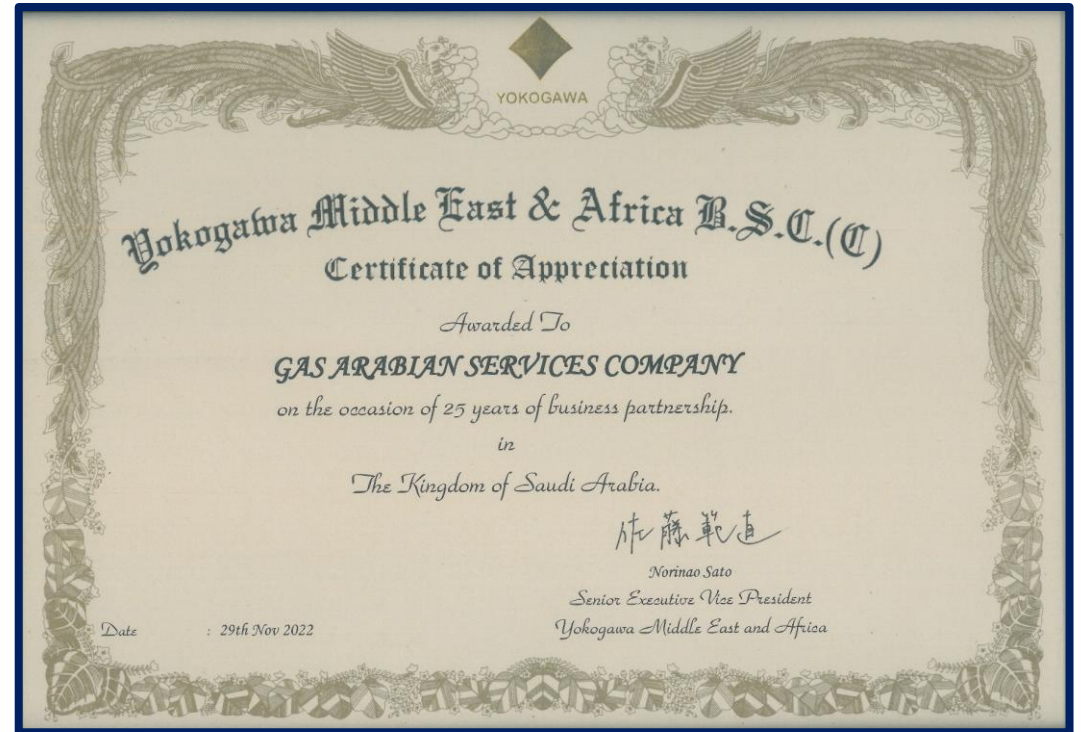 YOKOGAWA
Yokogawa Middle East & Africa B.S.C.(C)
Certificate of Appreciation
Awarded To
GAS ARABIAN SERVICES COMPANY
on the occasion of 25 years of business partnership.
in
The Kingdom of Saudi Arabia.
佐藤範直
Norinao Sato
Senior Executive Vice President
Date : 29th Nov 2022
Yokogawa Middle East and Africa